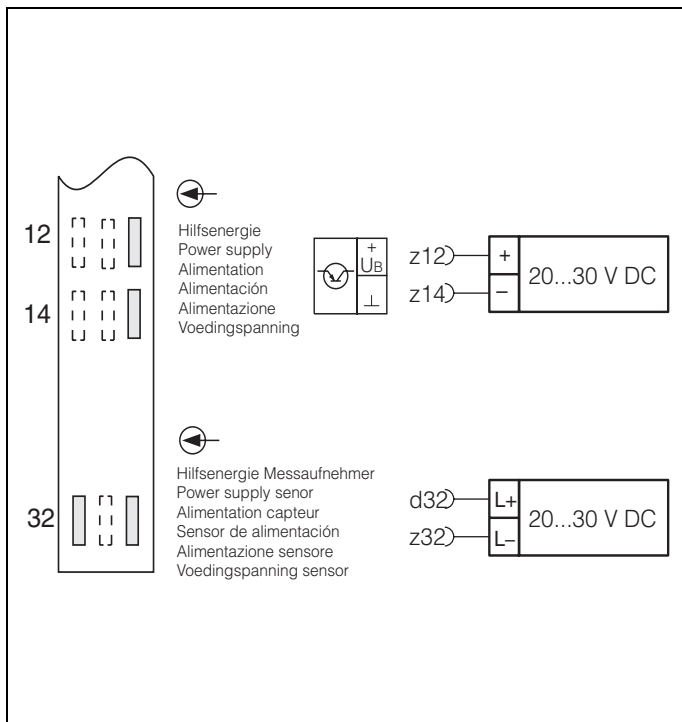 12
Hilfsenergie
Power supply
Alimentation
Alimentación
Alimentazione
Voedingspanning
+
UB
⊥
z12
+
20...30 V DC
z14
–
14
Hilfsenergie Messaufnehmer
Power supply senor
Alimentation capteur
Sensor de alimentación
Alimentazione sensore
Voedingspanning sensor
32
d32
L+
20...30 V DC
z32
L–